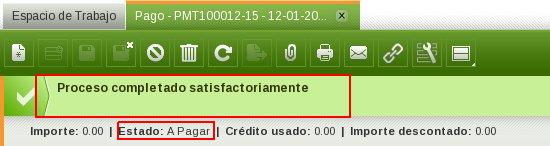 Espacio de Trabajo
Pago - PMT100012-15 - 12-01-20...
Proceso completado satisfactoriamente
Importe: 0.00 | Estado: A Pagar | Crédito usado: 0.00 | Importe descontado: 0.00